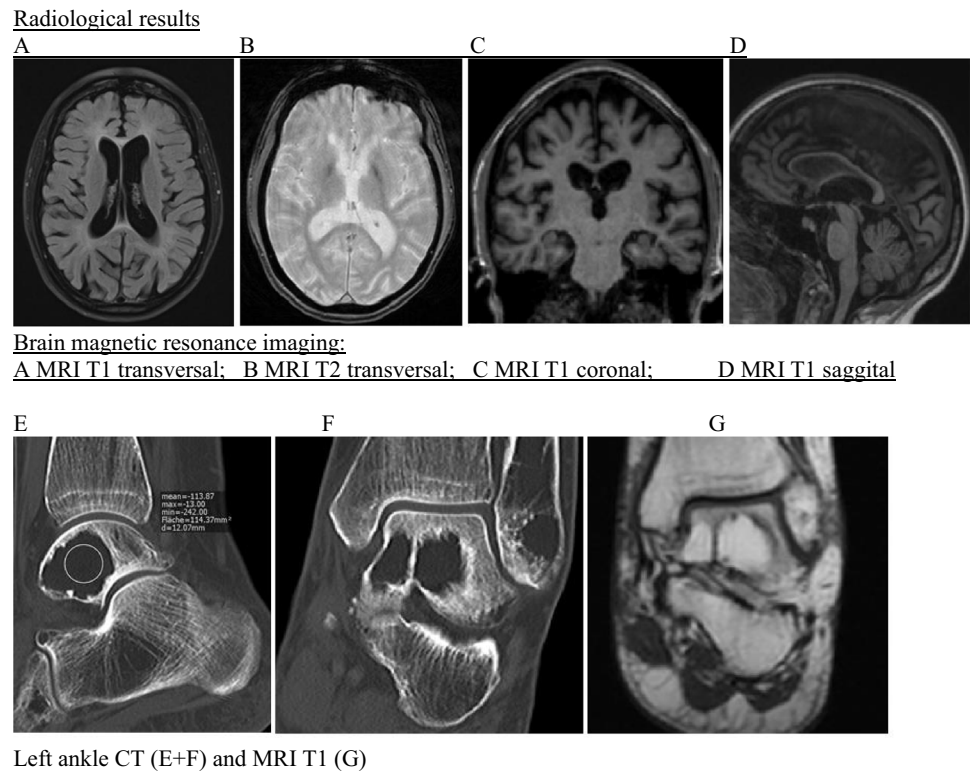 Radiological results
A B C D
Brain magnetic resonance imaging:
A MRI T1 transversal; B MRI T2 transversal; C MRI T1 coronal; D MRI T1 saggital
E F G
mean=-113.87
max=-13.00
min=-242.00
Fläche=114.37mm²
d=12.07mm
Left ankle CT (E+F) and MRI T1 (G)